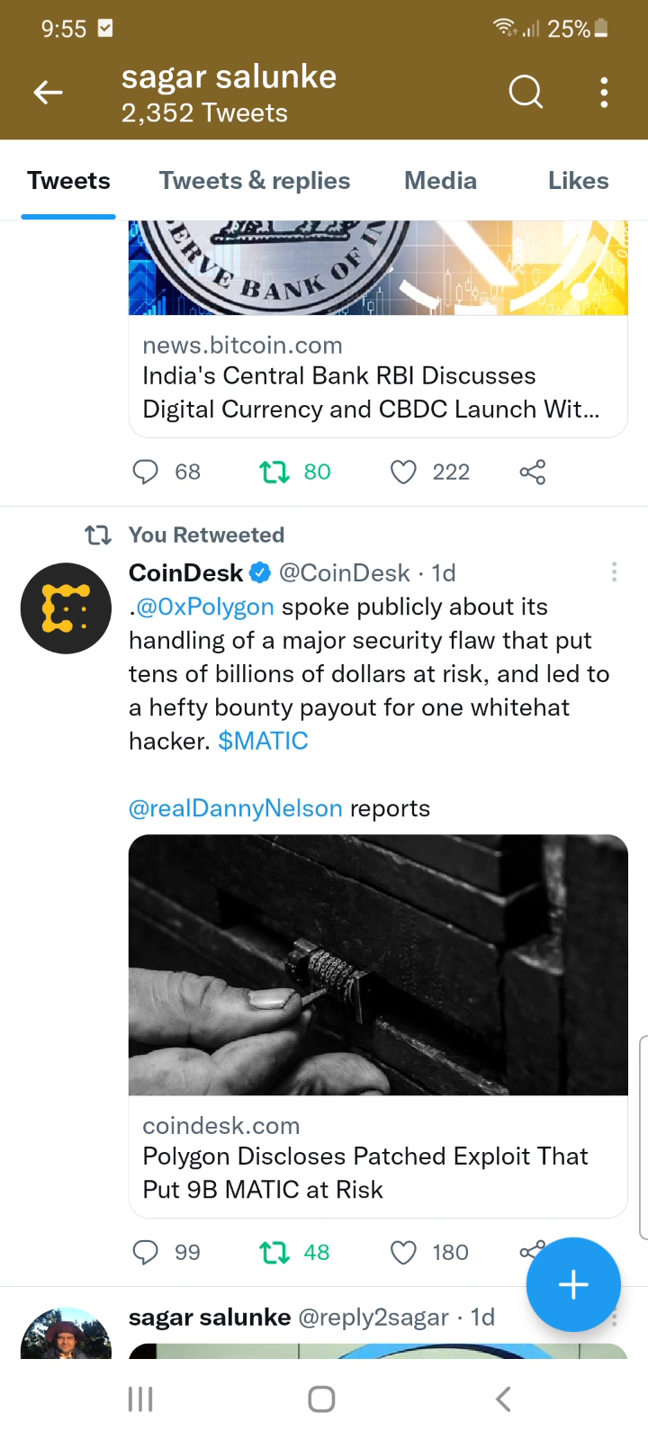 9:55 25%
sagar salunke
2,352 Tweets
Tweets Tweets & replies Media Likes
ERVE BANK OF IN
news.bitcoin.com
India's Central Bank RBI Discusses
Digital Currency and CBDC Launch Wit...
68 80 222
You Retweeted
CoinDesk @CoinDesk · 1d
.@0xPolygon spoke publicly about its
handling of a major security flaw that put
tens of billions of dollars at risk, and led to
a hefty bounty payout for one whitehat
hacker. $MATIC
@realDannyNelson reports
coindesk.com
Polygon Discloses Patched Exploit That
Put 9B MATIC at Risk
99 48 180
sagar salunke @reply2sagar · 1d